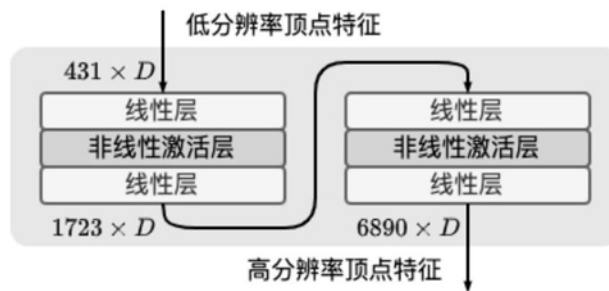 低分辨率顶点特征
431 × D
线性层
非线性激活层
线性层
1723 × D
线性层
非线性激活层
线性层
6890 × D
高分辨率顶点特征